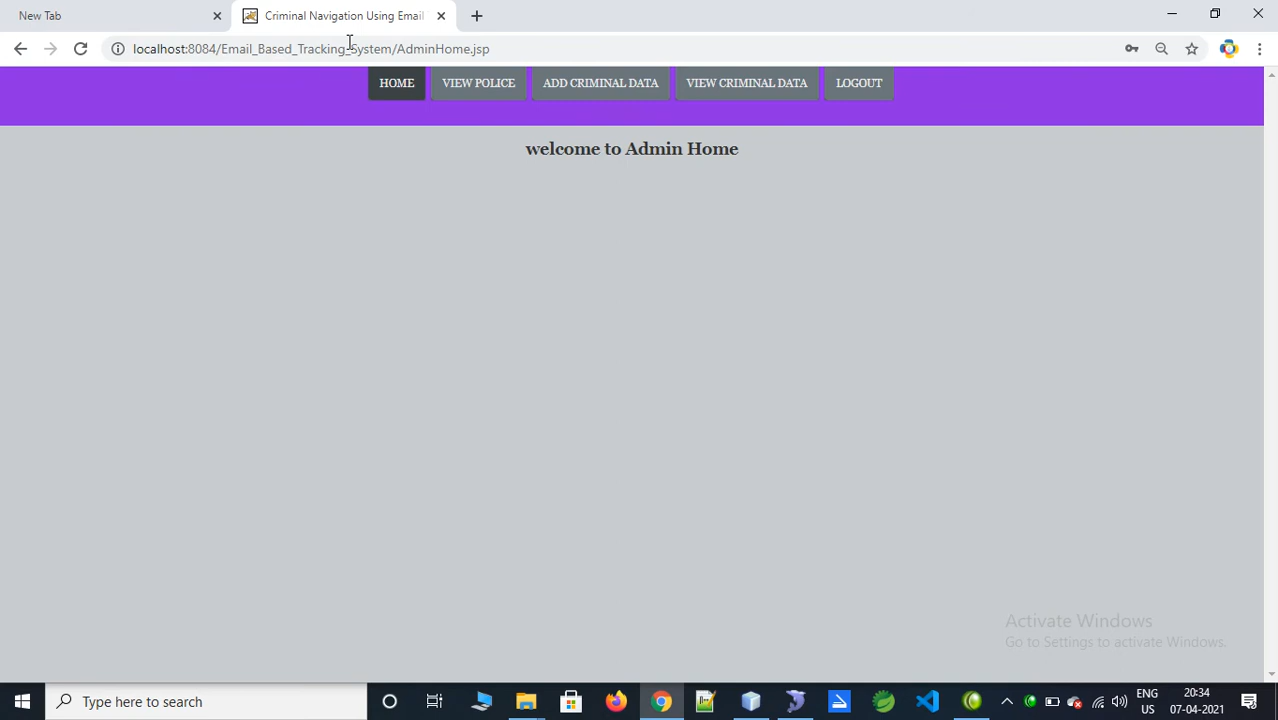 New Tab
Criminal Navigation Using Email
localhost:8084/Email_Based_Tracking_System/AdminHome.jsp
HOME
VIEW POLICE
ADD CRIMINAL DATA
VIEW CRIMINAL DATA
LOGOUT
welcome to Admin Home
Activate Windows
Go to Settings to activate Windows.
Type here to search
ENG
US
20:34
07-04-2021